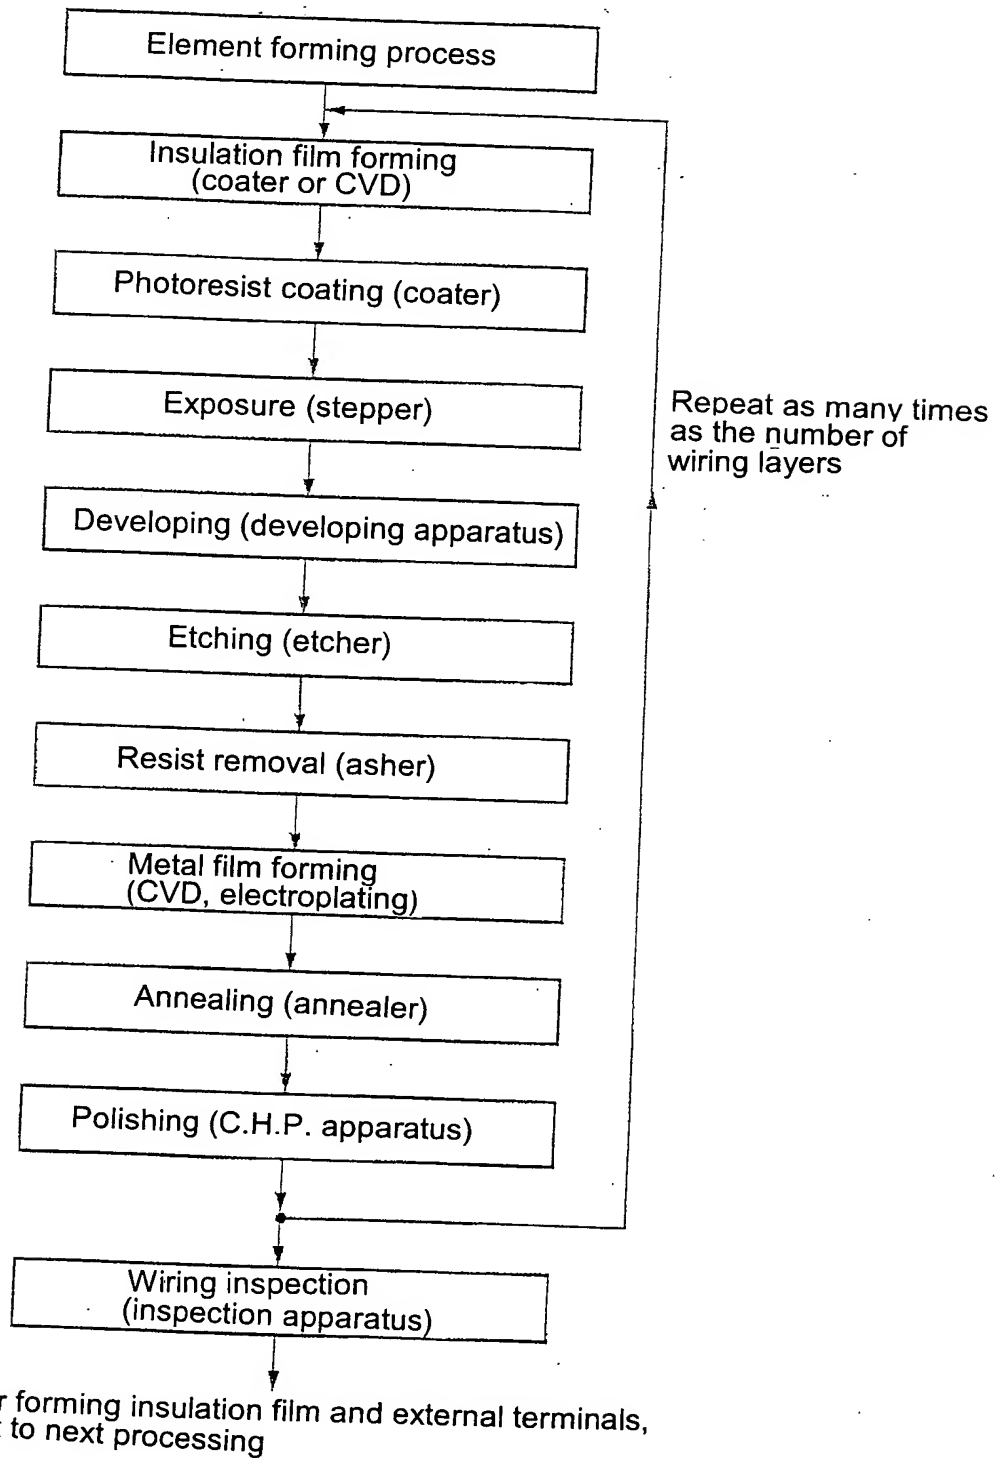 Element forming process
Insulation film forming
(coater or CVD)
Photoresist coating (coater)
Exposure (stepper)
Repeat as many times
as the number of
wiring layers
Developing (developing apparatus)
Etching (etcher)
Resist removal (asher)
Metal film forming
(CVD, electroplating)
Annealing (annealer)
Polishing (C.H.P. apparatus)
Wiring inspection
(inspection apparatus)
forming insulation film and external terminals,
to next processing